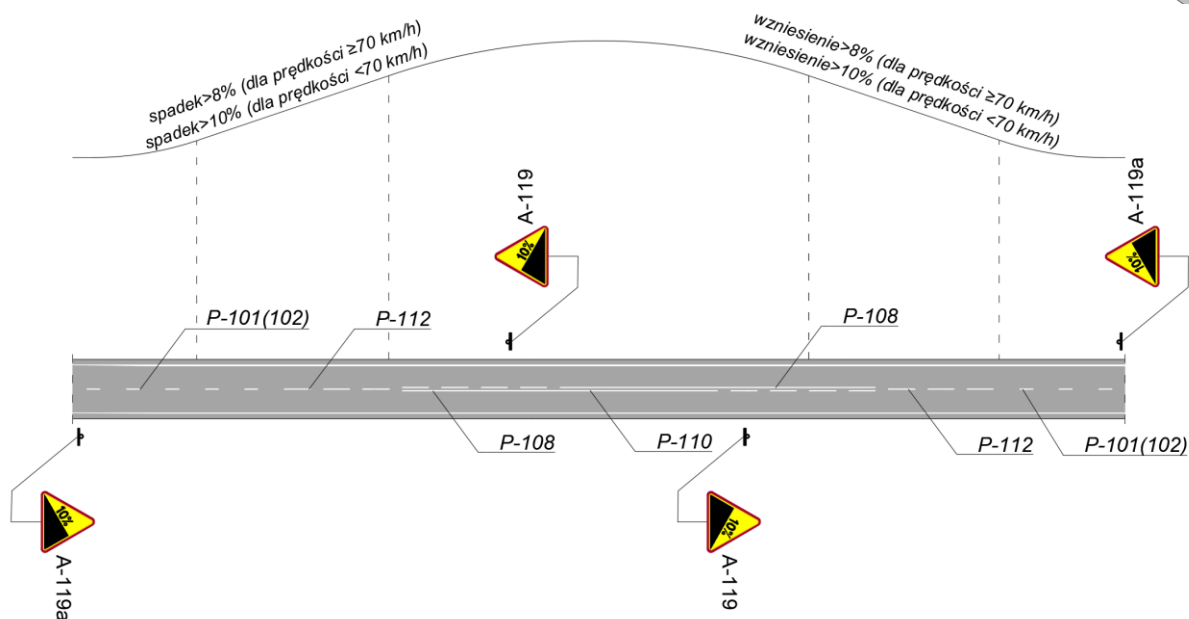 spadek>8% (dla prędkości ≥70 km/h)
spadek>10% (dla prędkości <70 km/h)
wzniesienie>8% (dla prędkości ≥70 km/h)
wzniesienie>10% (dla prędkości <70 km/h)
A-119
10%
A-119a
10%
P-101(102)
P-112
P-108
P-108
P-110
P-112
P-101(102)
10%
A-119a
10%
A-119